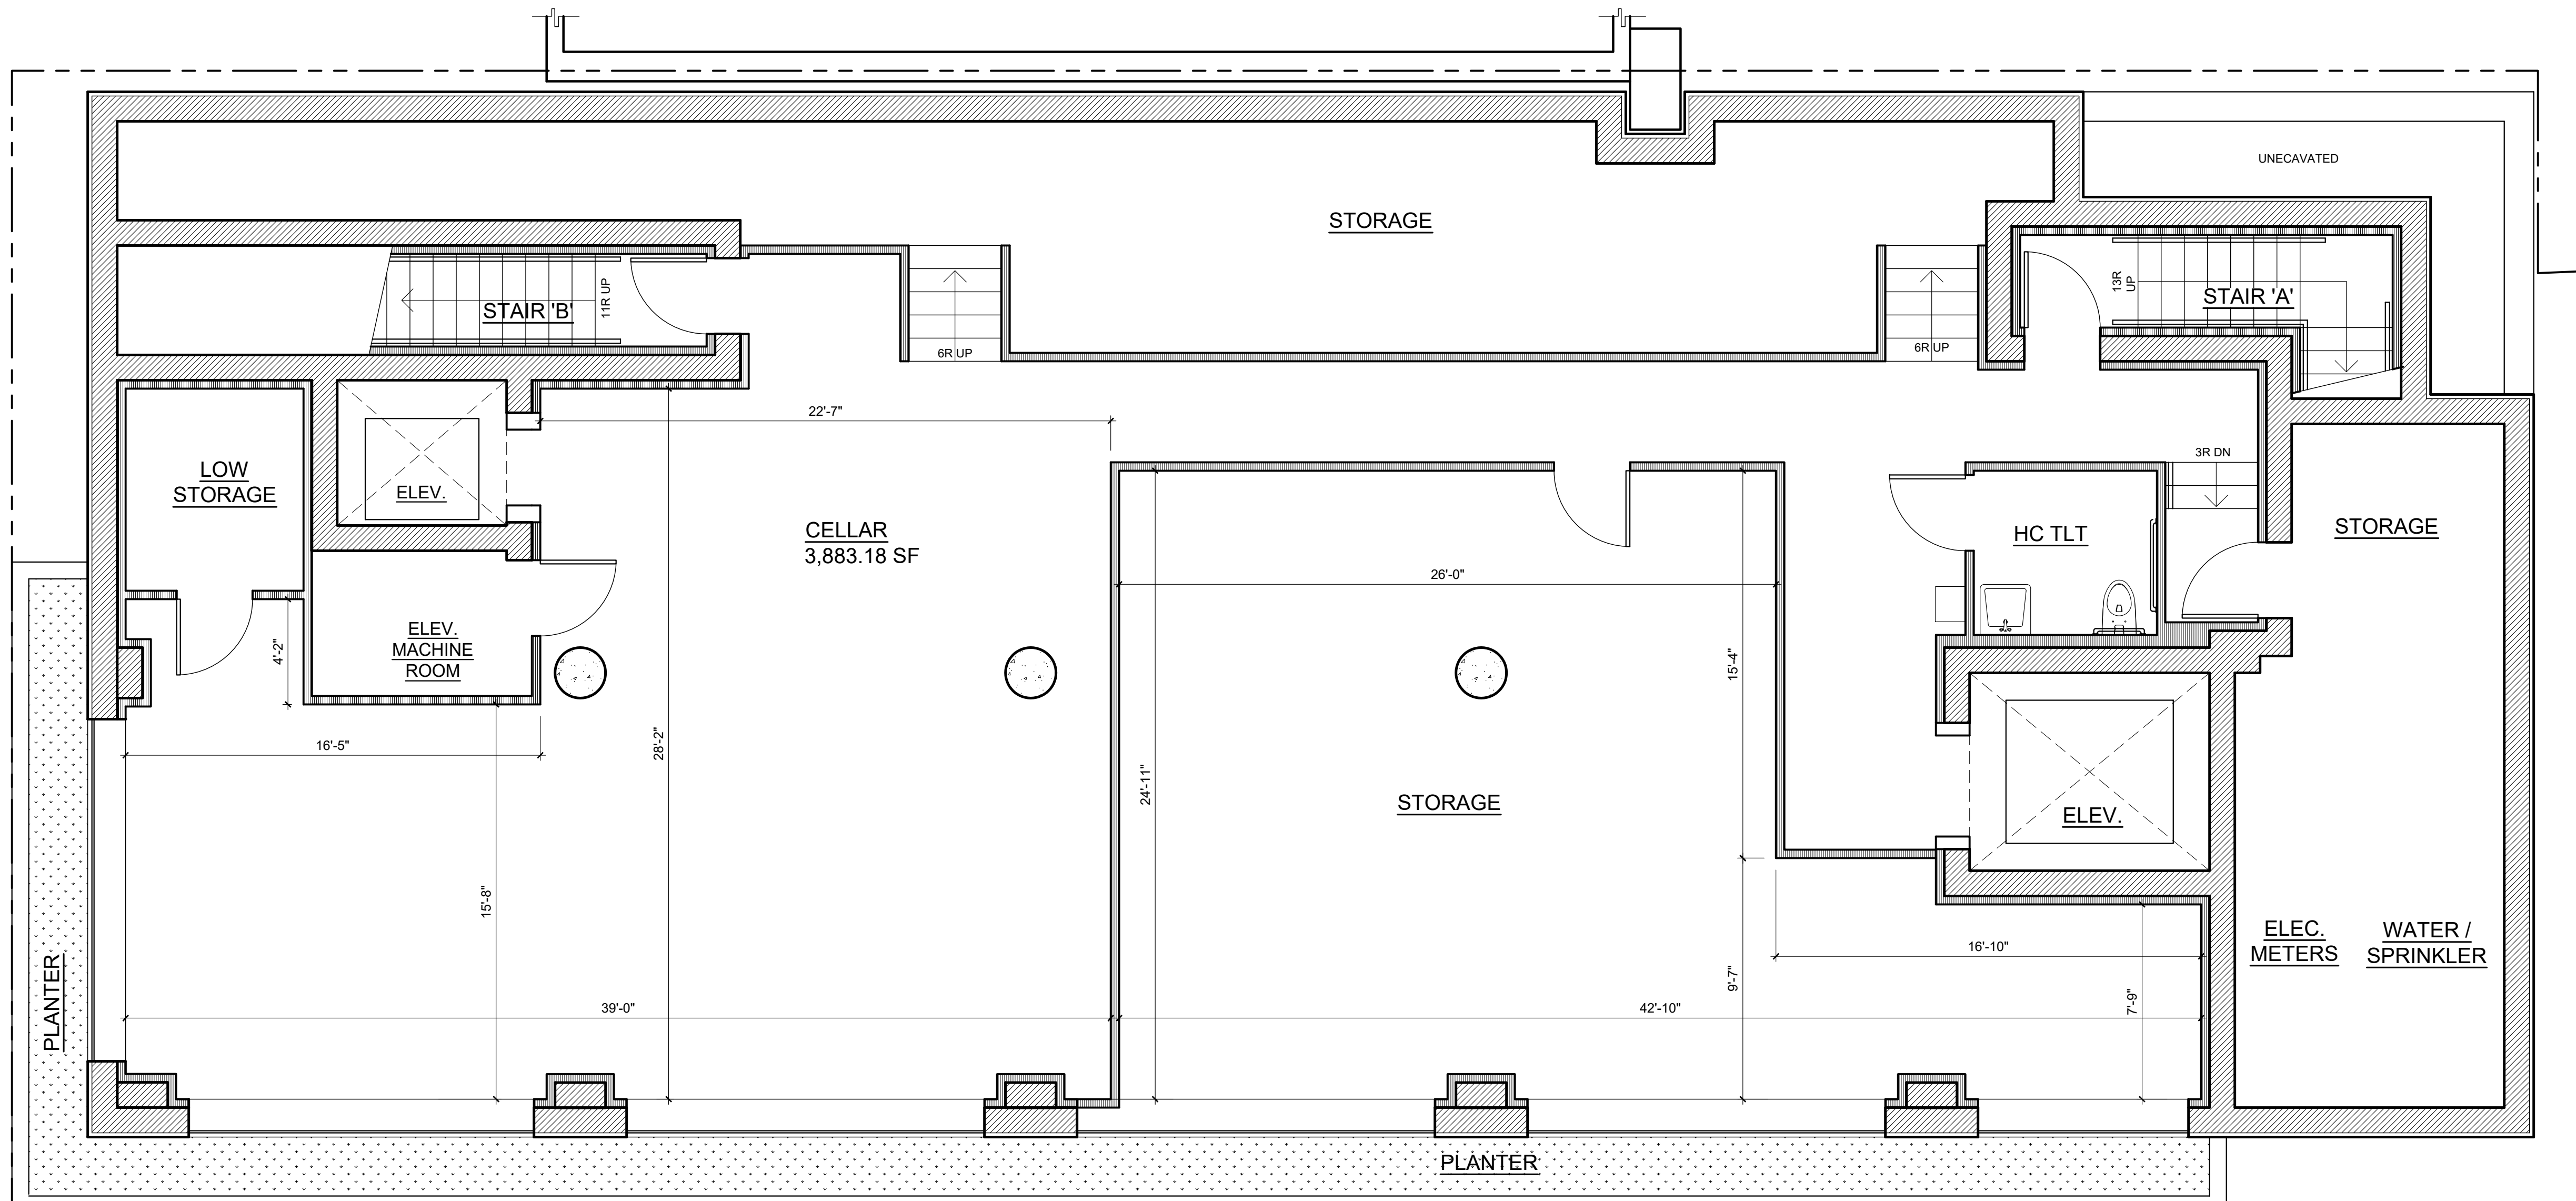 UNECAVATED
STORAGE
STAIR 'B'
11R UP
13R
UP
STAIR 'A'
6R UP
6R UP
22'-7"
3R DN
LOW
STORAGE
ELEV.
CELLAR
3,883.18 SF
HC TLT
STORAGE
26'-0"
ELEV.
MACHINE
ROOM
4'-2"
15'-4"
16'-5"
28'-2"
24'-11"
STORAGE
ELEV.
15'-8"
ELEC.
METERS
WATER /
SPRINKLER
16'-10"
9'-7"
7'-9"
PLANTER
39'-0"
42'-10"
PLANTER